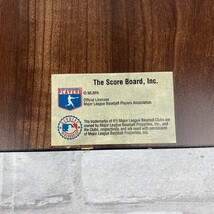 The Score Board, Inc.
PLAYERS
© MLBPA
Official Licensee
Major League Baseball Players Association
The trademarks of the Major League Baseball Clubs
are owned by Major League Baseball Properties, Inc., and
the Clubs, respectively, and are used with permission
of Major League Baseball Properties, Inc.